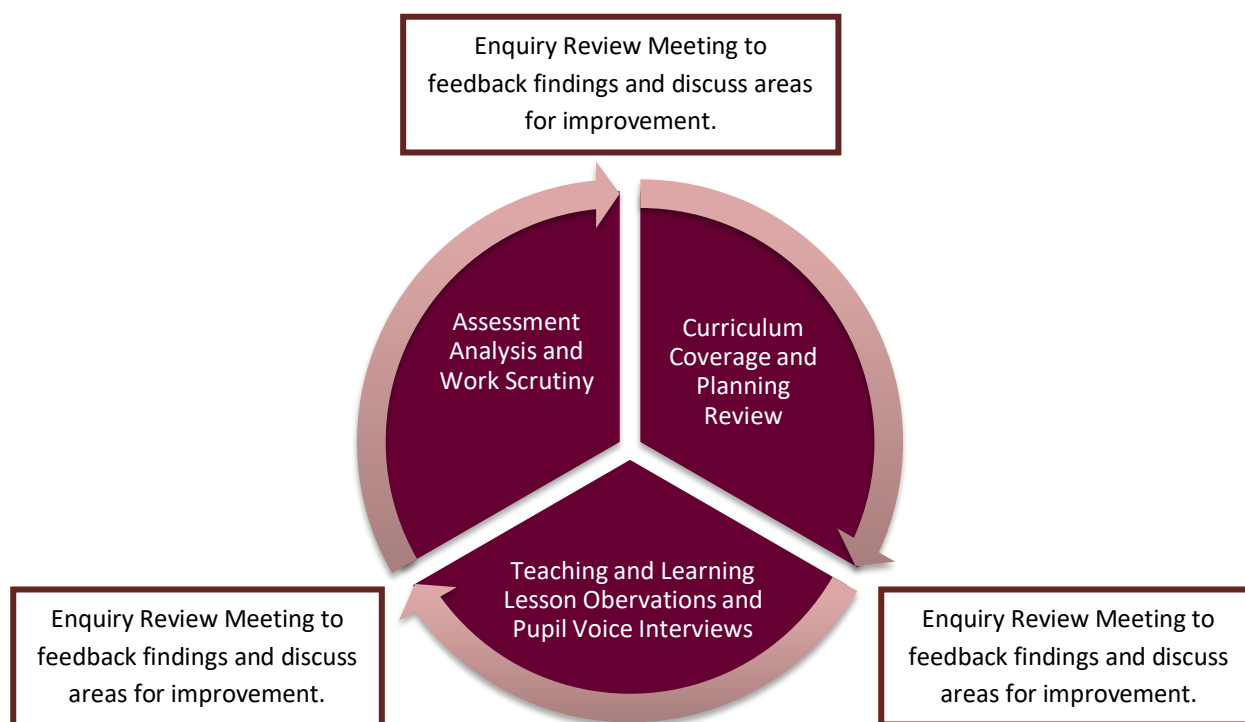 Enquiry Review Meeting to
feedback findings and discuss areas
for improvement.
Assessment
Analysis and
Work Scrutiny
Curriculum
Coverage and
Planning
Review
Teaching and Learning
Lesson Obervations and
Pupil Voice Interviews
Enquiry Review Meeting to
feedback findings and discuss
areas for improvement.
Enquiry Review Meeting to
feedback findings and discuss
areas for improvement.